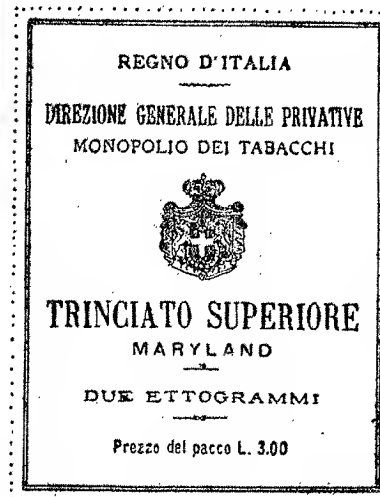 REGNO D'ITALIA
DIREZIONE GENERALE DELLE PRIVATIVE
MONOPOLIO DEI TABACCHI
TRINCIATO SUPERIORE
MARYLAND
DUE ETTOGRAMMI
Prezzo del pacco L. 3.00